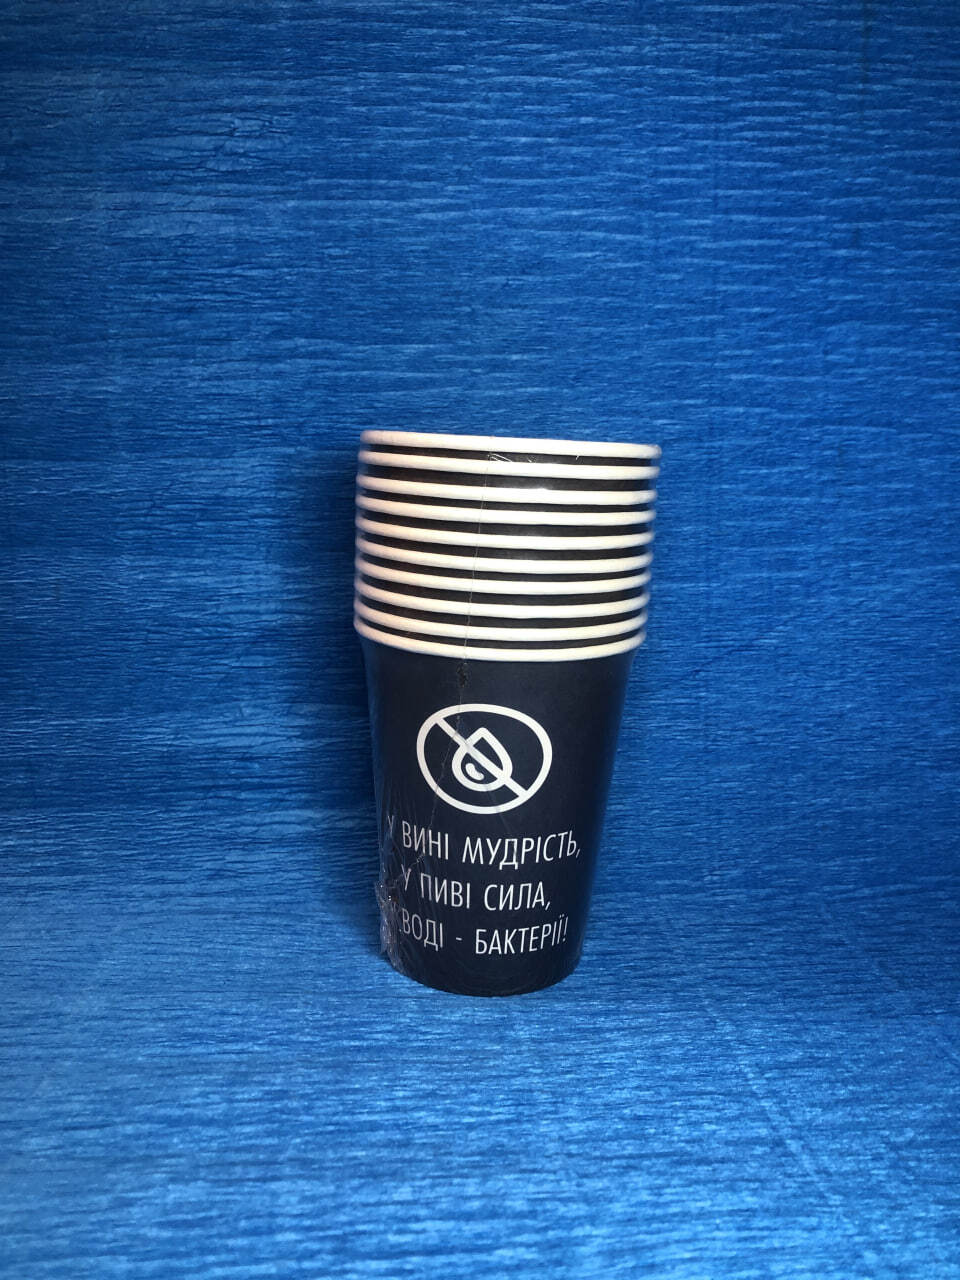 У ВИНІ МУДРІСТЬ,
У ПИВІ СИЛА,
У ВОДІ - БАКТЕРІЇ!